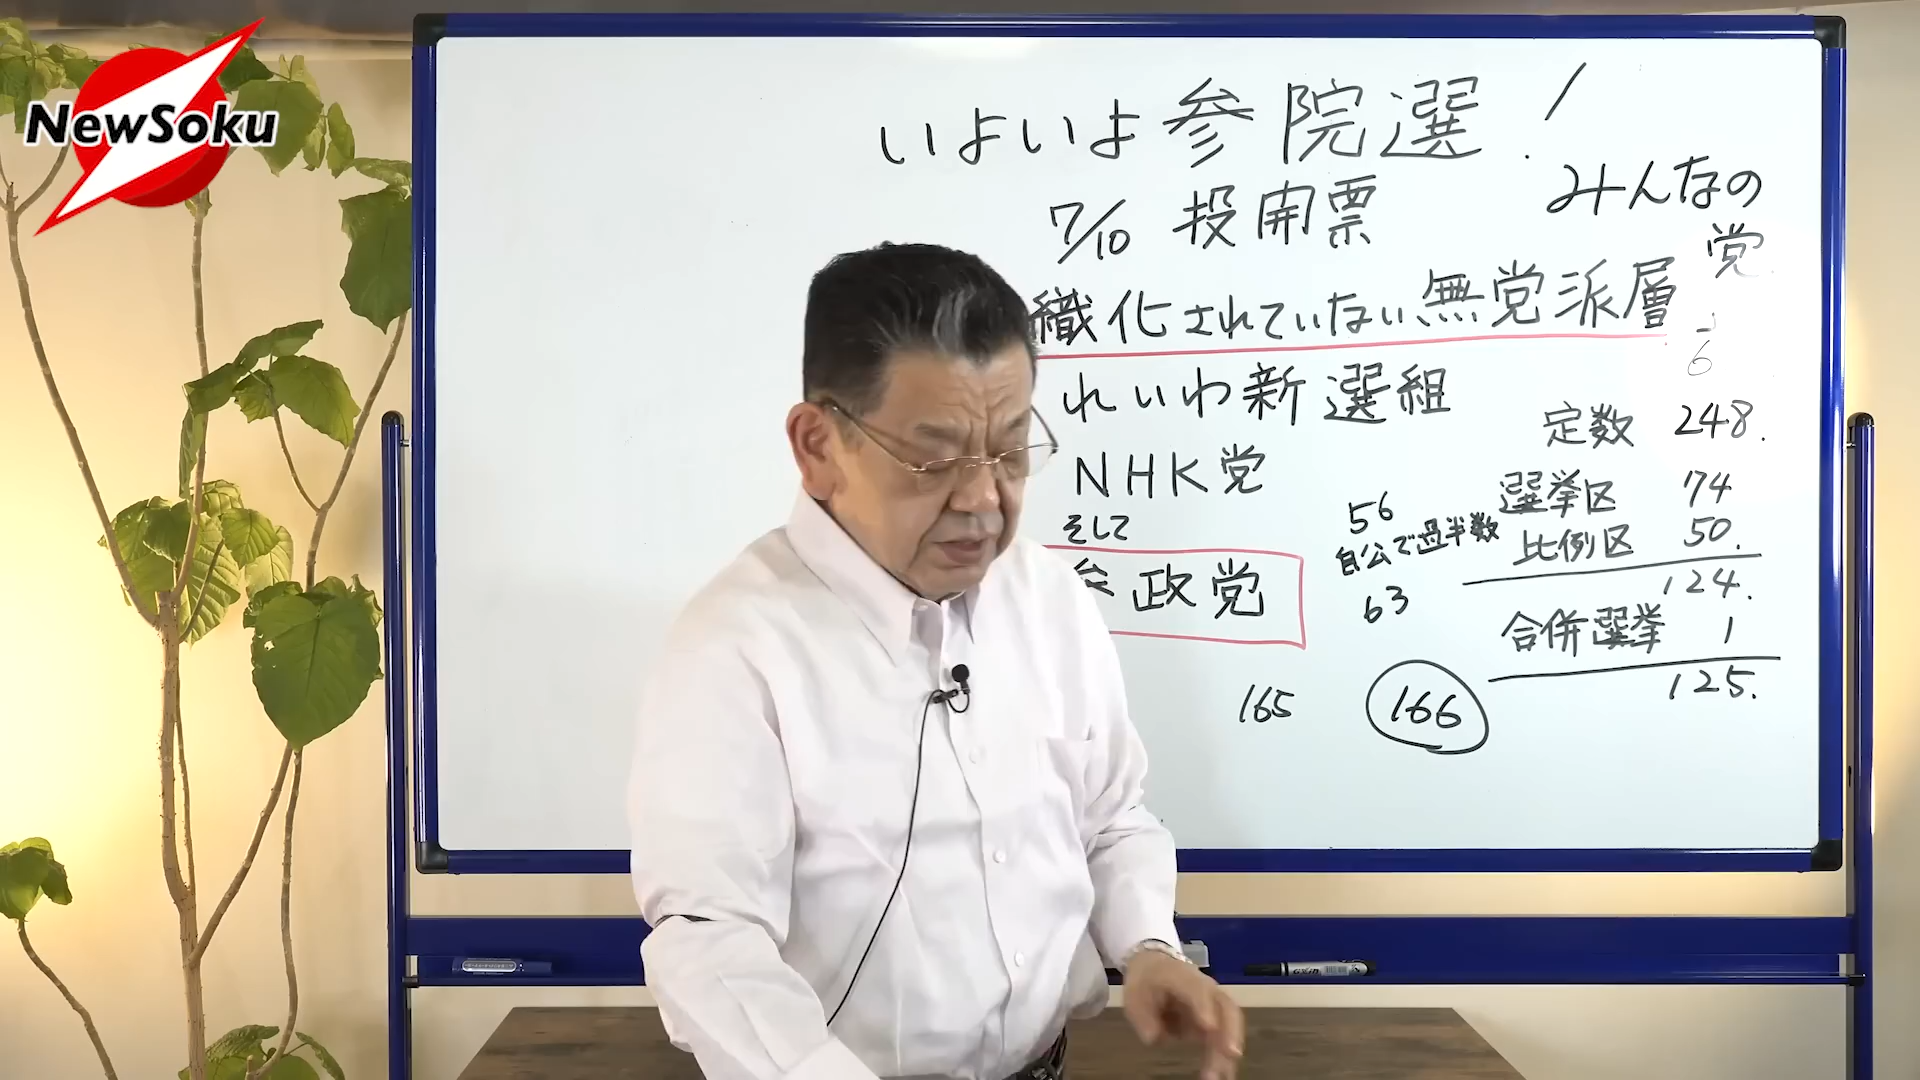 NewSoku
いよいよ参院選!
7/10 投開票
みんなの
党
織化されていない無党派層
6
れいわ新選組
定数 248.
NHK党
選挙区 74
そして
56
自公で過半数
比例区 50.
参政党
63
124.
合併選挙 1
165
166
125.